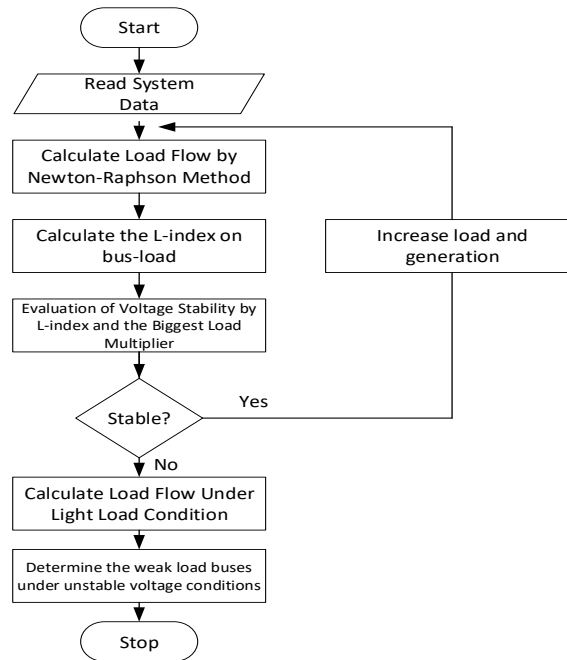 Start
Read System
Data
Calculate Load Flow by
Newton-Raphson Method
Calculate the L-index on
bus-load
Increase load and
generation
Evaluation of Voltage Stability by
L-index and the Biggest Load
Multiplier
Stable?
Yes
No
Calculate Load Flow Under
Light Load Condition
Determine the weak load buses
under unstable voltage conditions
Stop